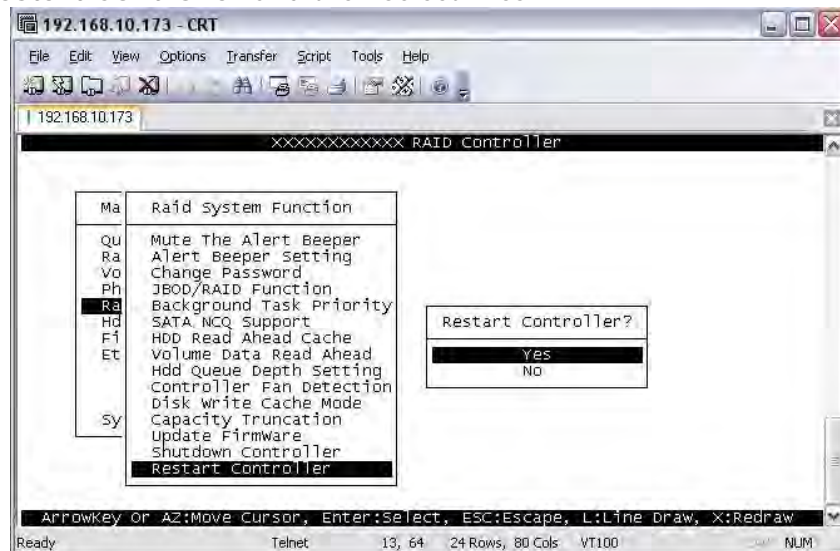 192.168.10.173 - CRT
File Edit View Options Transfer Script Tools Help
192.168.10.173
XXXXXXXXXXXX RAID Controller
Ma
Qu
Ra
Vo
Ph
Ra
Hd
Fi
Et
Sy
Raid System Function
Mute The Alert Beeper
Alert Beeper Setting
Change Password
JBOD/RAID Function
Background Task Priority
SATA NCQ Support
HDD Read Ahead Cache
Volume Data Read Ahead
Hdd Queue Depth Setting
Controller Fan Detection
Disk Write Cache Mode
Capacity Truncation
Update FirmWare
Shutdown Controller
Restart Controller
Restart Controller?
Yes
No
ArrowKey Or AZ:Move Cursor, Enter:Select, ESC:Escape, L:Line Draw, X:Redraw
Ready Telnet 13, 64 24 Rows, 80 Cols VT100 NUM